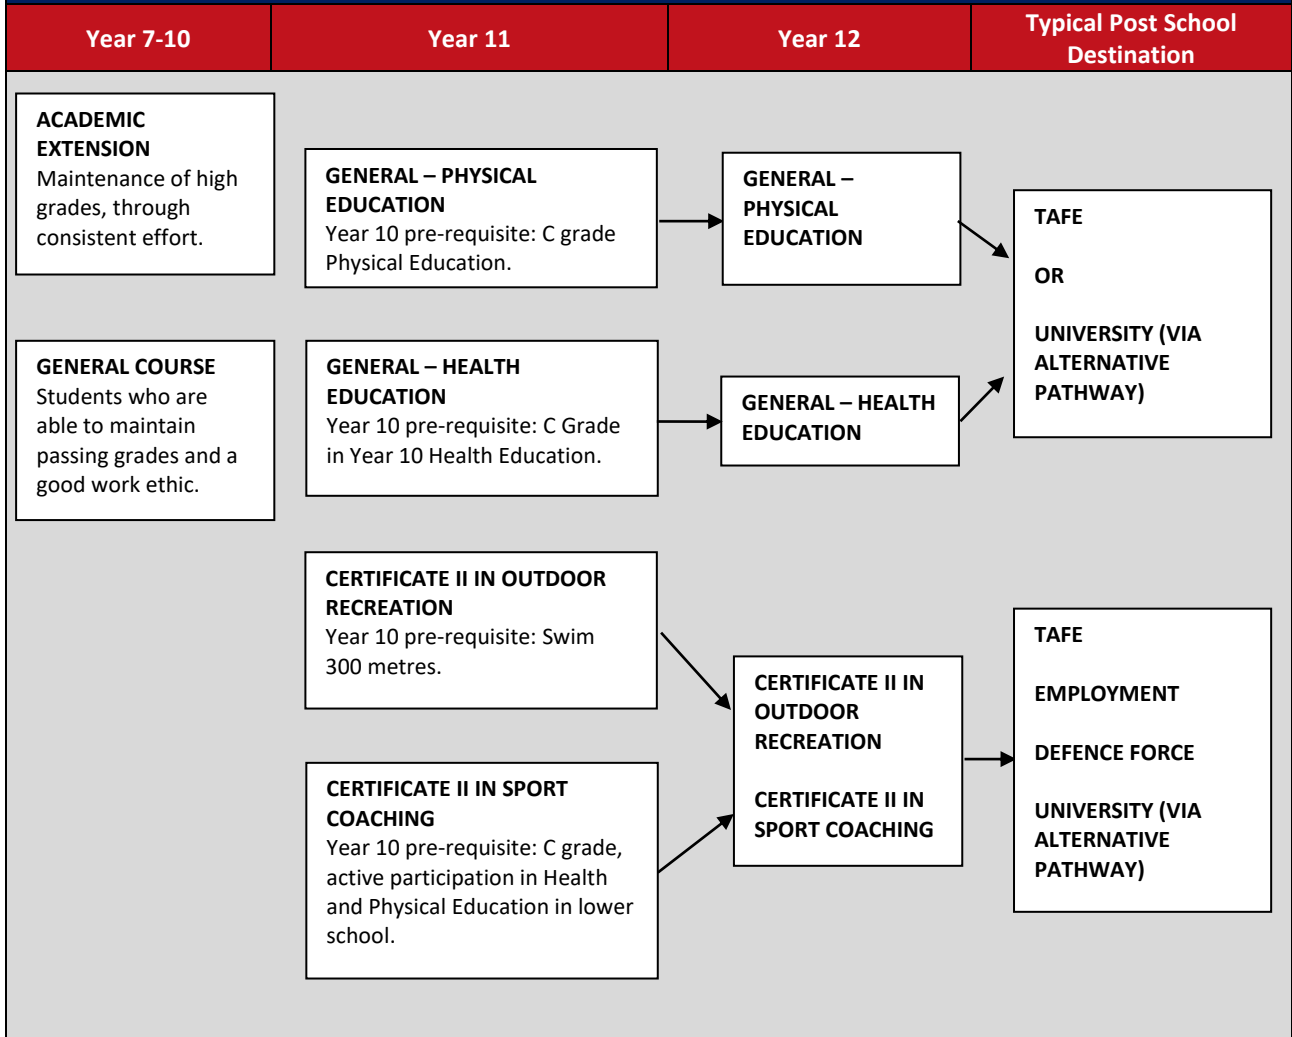 Year 7-10
Year 11
Year 12
Typical Post School
Destination
ACADEMIC
EXTENSION
Maintenance of high
grades, through
consistent effort.
GENERAL COURSE
Students who are
able to maintain
passing grades and a
good work ethic.
GENERAL – PHYSICAL
EDUCATION
Year 10 pre-requisite: C grade
Physical Education.
GENERAL – HEALTH
EDUCATION
Year 10 pre-requisite: C Grade
in Year 10 Health Education.
CERTIFICATE II IN OUTDOOR
RECREATION
Year 10 pre-requisite: Swim
300 metres.
CERTIFICATE II IN SPORT
COACHING
Year 10 pre-requisite: C grade,
active participation in Health
and Physical Education in lower
school.
GENERAL –
PHYSICAL
EDUCATION
GENERAL – HEALTH
EDUCATION
CERTIFICATE II IN
OUTDOOR
RECREATION
CERTIFICATE II IN
SPORT COACHING
TAFE
OR
UNIVERSITY (VIA
ALTERNATIVE
PATHWAY)
TAFE
EMPLOYMENT
DEFENCE FORCE
UNIVERSITY (VIA
ALTERNATIVE
PATHWAY)